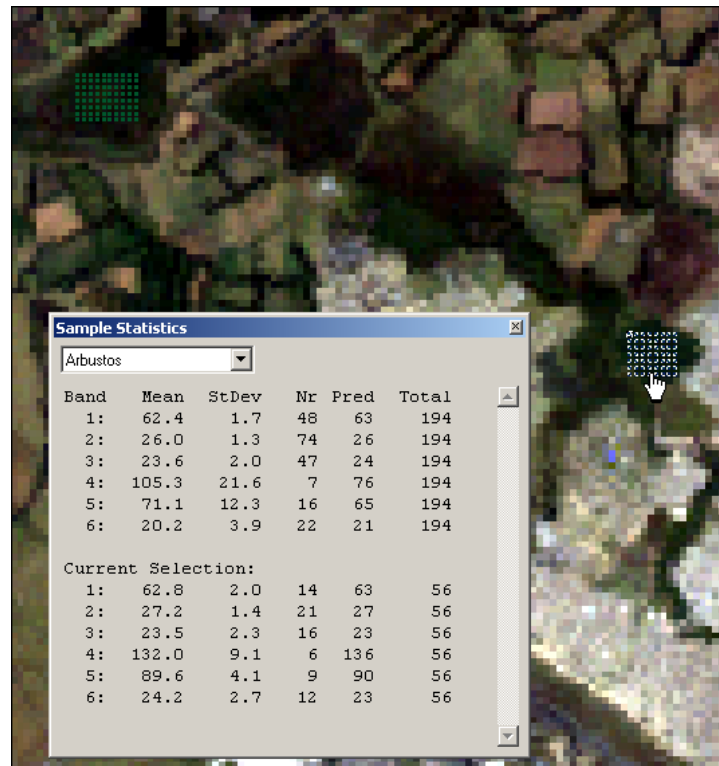 Sample Statistics
Arbustos
Band Mean StDev Nr Pred Total
1: 62.4 1.7 48 63 194
2: 26.0 1.3 74 26 194
3: 23.6 2.0 47 24 194
4: 105.3 21.6 7 76 194
5: 71.1 12.3 16 65 194
6: 20.2 3.9 22 21 194
Current Selection:
1: 62.8 2.0 14 63 56
2: 27.2 1.4 21 27 56
3: 23.5 2.3 16 23 56
4: 132.0 9.1 6 136 56
5: 89.6 4.1 9 90 56
6: 24.2 2.7 12 23 56